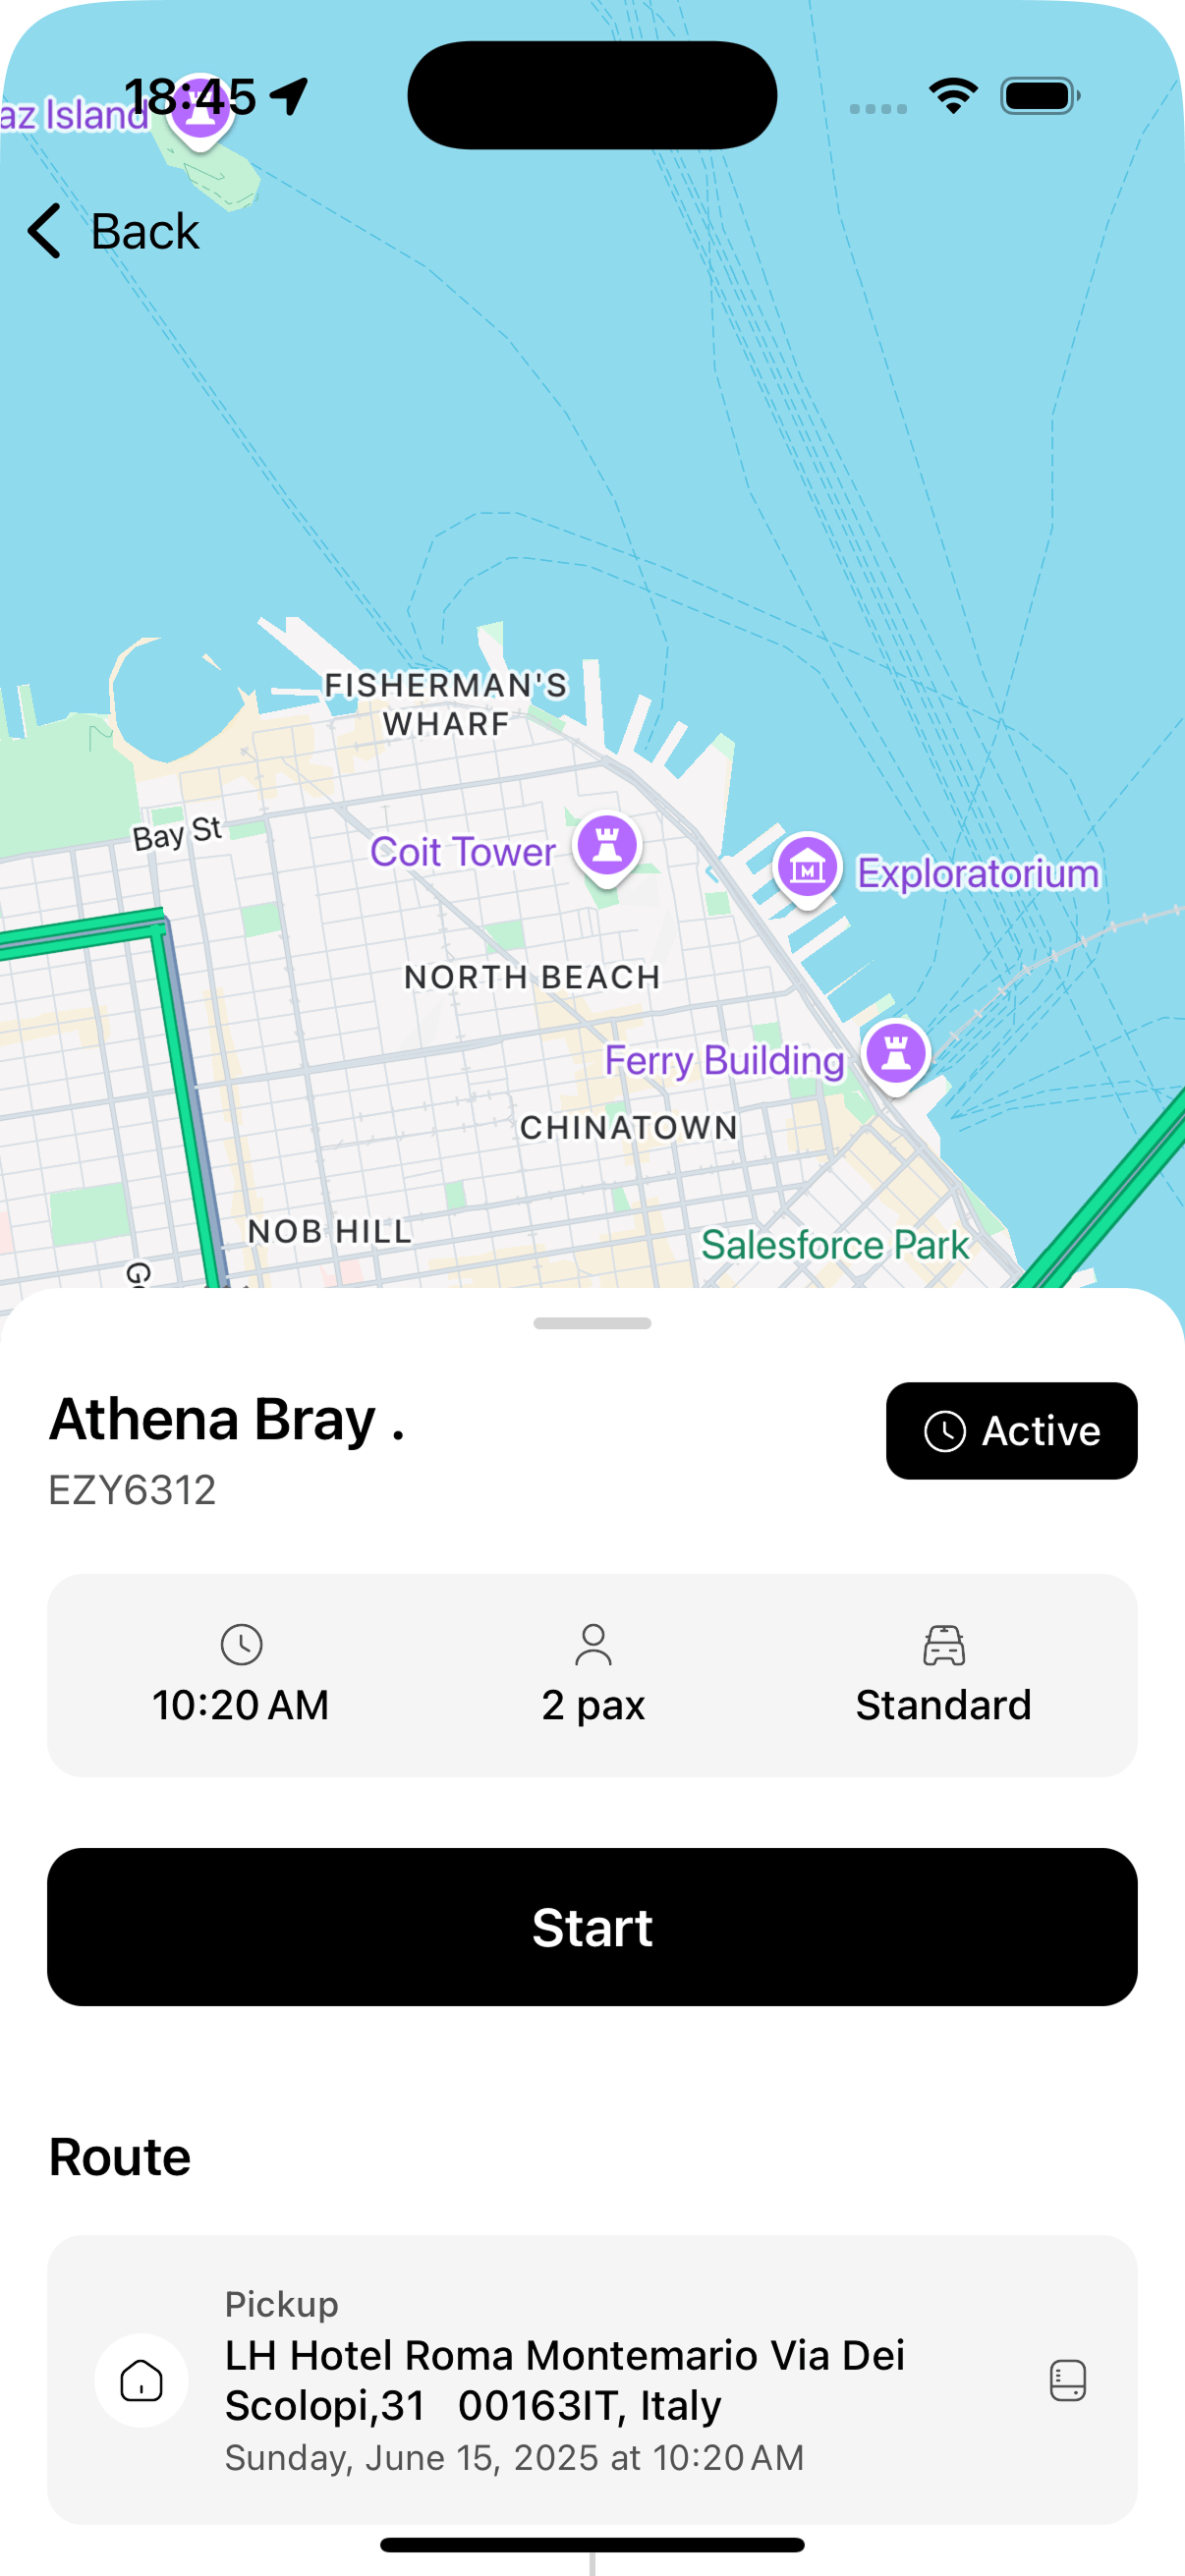 18:45
az Island
Back
FISHERMAN'S
WHARF
Bay St
Coit Tower
Exploratorium
NORTH BEACH
Ferry Building
CHINATOWN
NOB HILL
Salesforce Park
Athena Bray .
Active
EZY6312
10:20 AM
2 pax
Standard
Start
Route
Pickup
LH Hotel Roma Montemario Via Dei
Scolopi,31   00163IT, Italy
Sunday, June 15, 2025 at 10:20 AM